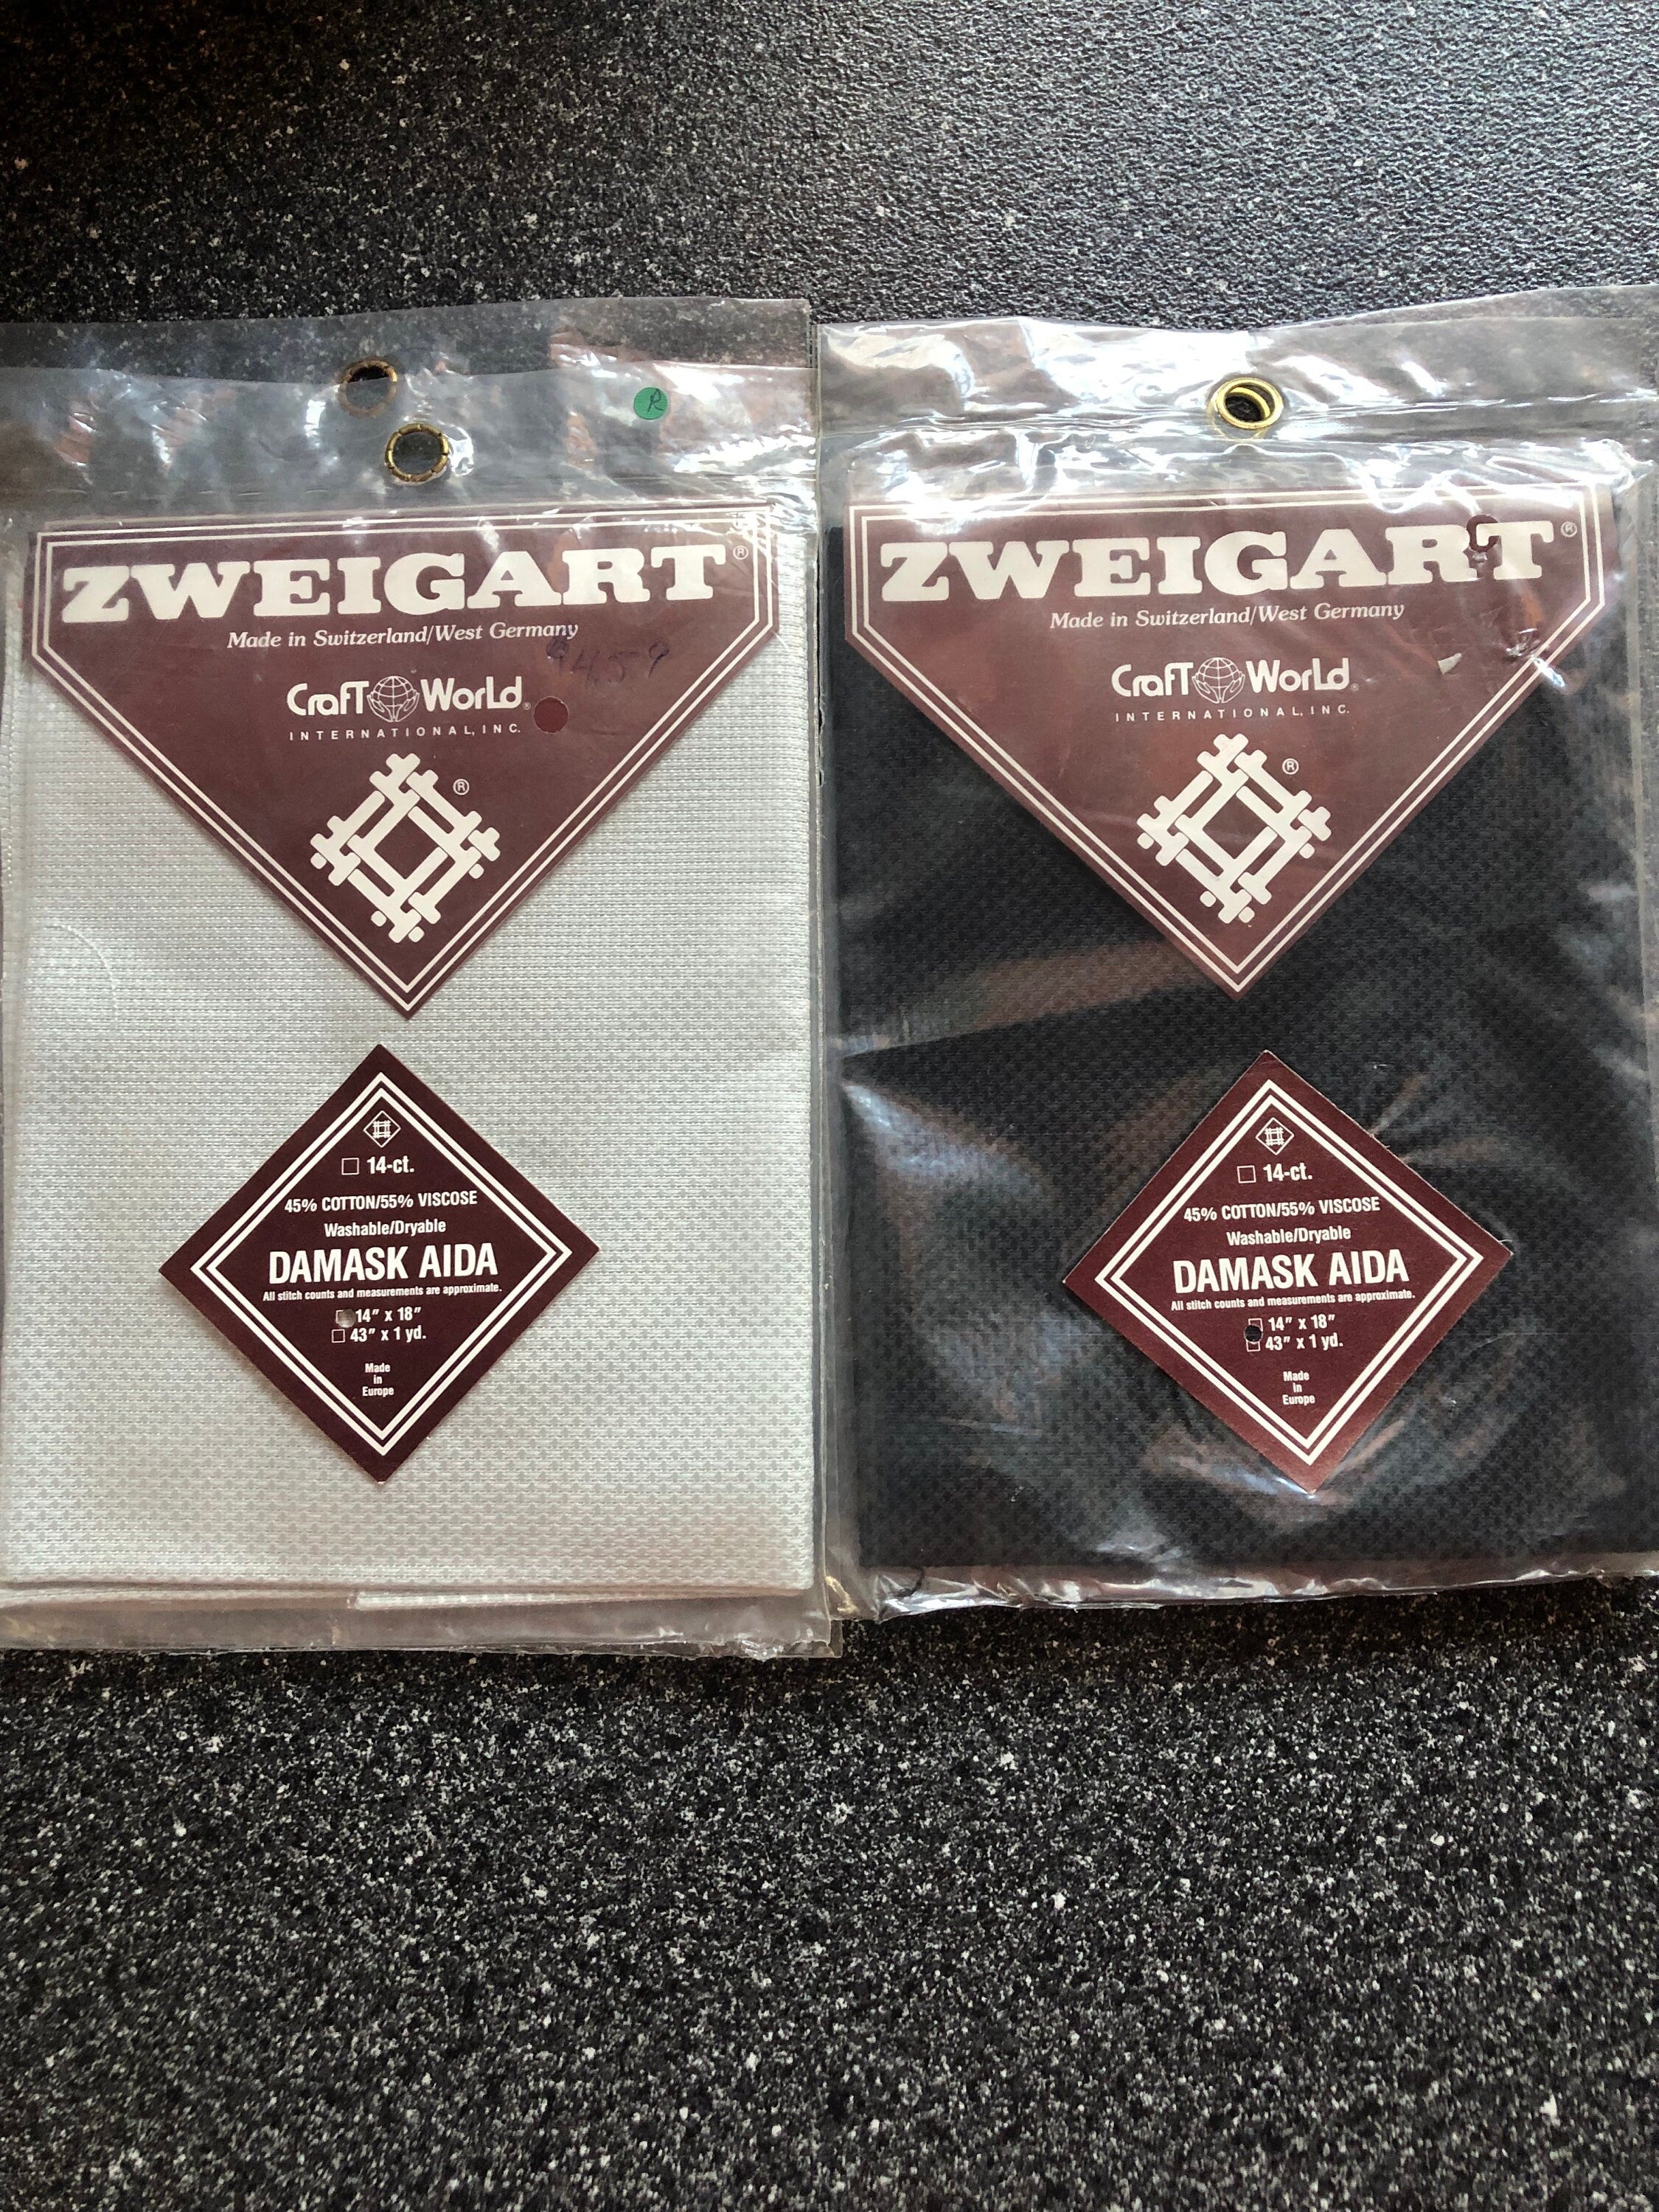 R
ZWEIGART®
Made in Switzerland/West Germany
$4.59
CrafT World®
INTERNATIONAL, INC.
®
14-ct.
45% COTTON/55% VISCOSE
Washable/Dryable
DAMASK AIDA
All stitch counts and measurements are approximate.
14" x 18"
43" x 1 yd.
Made
in
Europe
ZWEIGART®
Made in Switzerland/West Germany
CrafT World®
INTERNATIONAL, INC.
®
14-ct.
45% COTTON/55% VISCOSE
Washable/Dryable
DAMASK AIDA
All stitch counts and measurements are approximate.
14" x 18"
43" x 1 yd.
Made
in
Europe